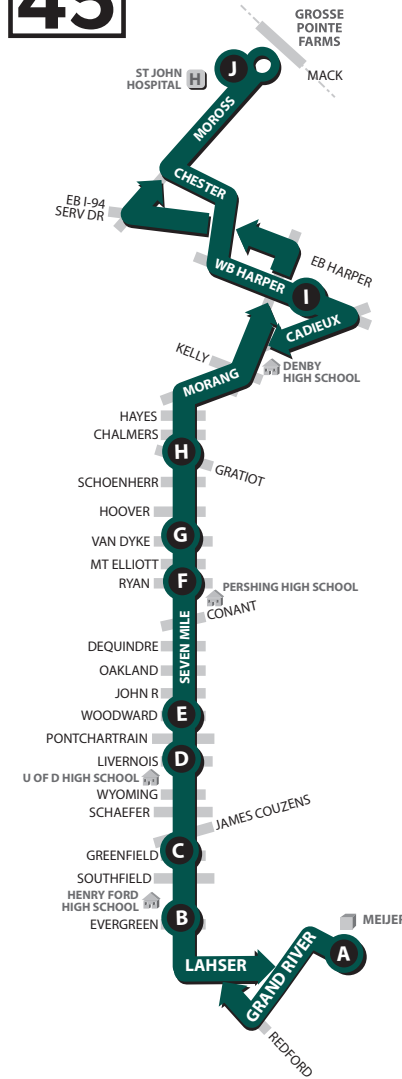 45
GROSSE
POINTE
FARMS
MACK
ST JOHN
HOSPITAL
H
J
MOROSS
CHESTER
EB I-94
SERV DR
WB HARPER
EB HARPER
I
CADIEUX
KELLY
DENBY
HIGH SCHOOL
MORANG
HAYES
CHALMERS
H
GRATIOT
SCHOENHERR
HOOVER
G
VAN DYKE
MT ELLIOTT
F
RYAN
PERSHING HIGH SCHOOL
CONANT
SEVEN MILE
DEQUINDRE
OAKLAND
JOHN R
WOODWARD
E
PONTCHARTRAIN
LIVERNOIS
D
U OF D HIGH SCHOOL
WYOMING
SCHAEFER
JAMES COUZENS
GREENFIELD
C
SOUTHFIELD
HENRY FORD
HIGH SCHOOL
EVERGREEN
B
MEIJER
A
LAHSER
GRAND RIVER
REDFORD